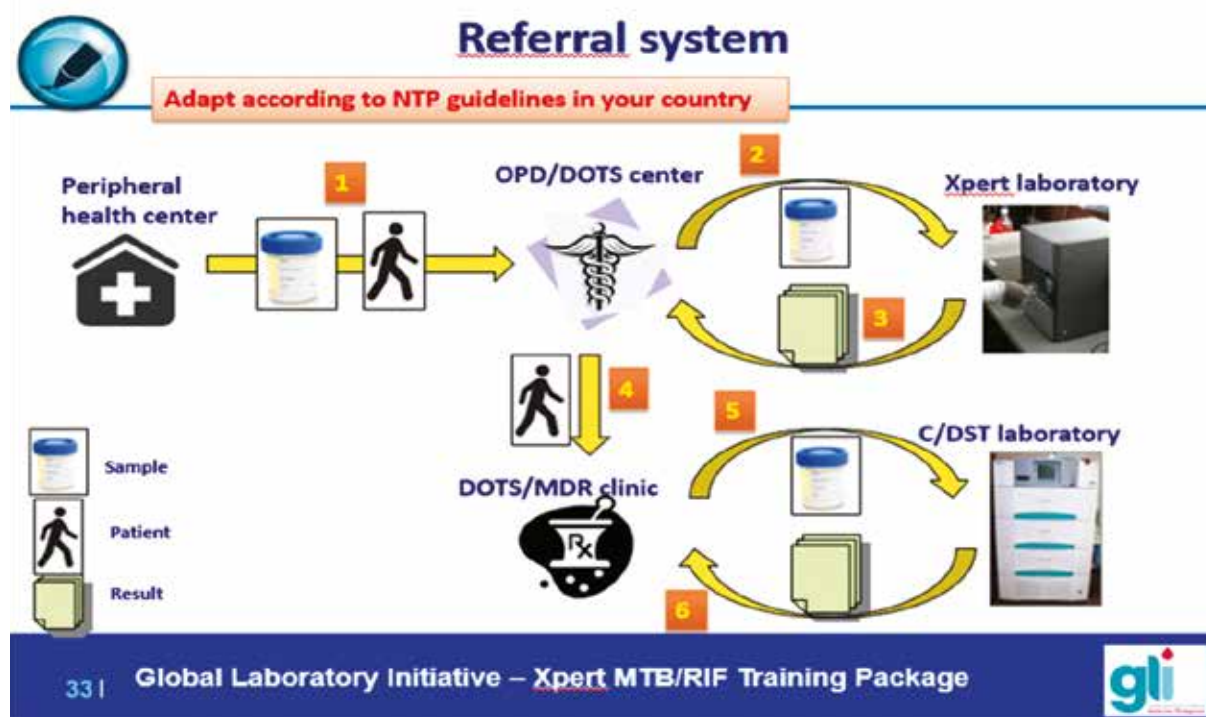 Referral system
Adapt according to NTP guidelines in your country
Peripheral
health center
1
OPD/DOTS center
2
Xpert laboratory
3
4
DOTS/MDR clinic
Rx
5
C/DST laboratory
6
Sample
Patient
Result
33 |
Global Laboratory Initiative – Xpert MTB/RIF Training Package
gli